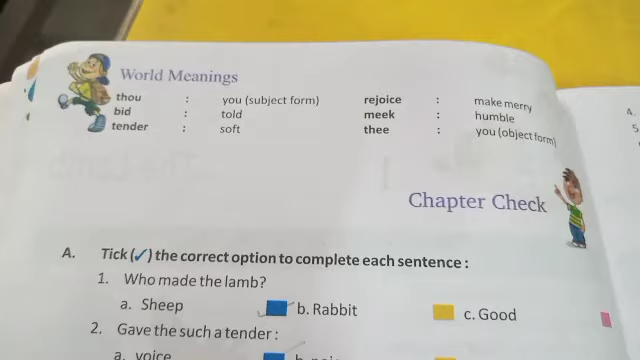 World Meanings
thou : you (subject form) rejoice : make merry
bid : told meek : humble
tender : soft thee : you (object form)
4.
5
Chapter Check
A. Tick (✓) the correct option to complete each sentence :
1. Who made the lamb?
a. Sheep b. Rabbit c. Good
2. Gave the such a tender :
a. voice b.